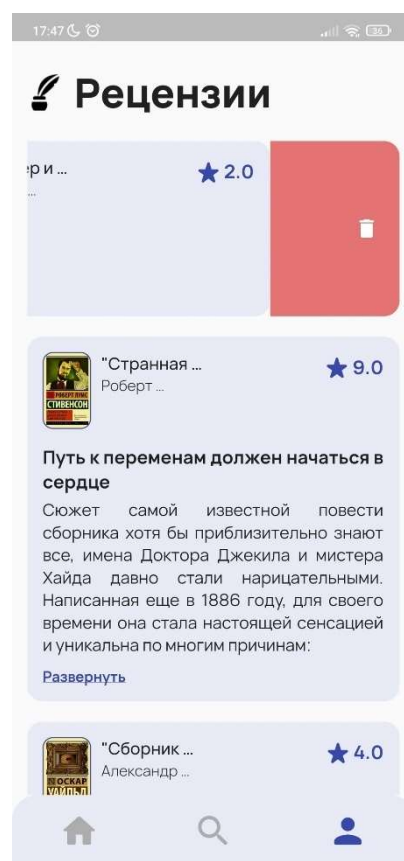 17:47
36
Рецензии
ер и ...
2.0
...
"Странная ...
9.0
Роберт ...
РОБЕРТ ЛУИС
СТИВЕНСОН
Путь к переменам должен начаться в
сердце
Сюжет самой известной повести
сборника хотя бы приблизительно знают
все, имена Доктора Джекила и мистера
Хайда давно стали нарицательными.
Написанная еще в 1886 году, для своего
времени она стала настоящей сенсацией
и уникальна по многим причинам:
Развернуть
"Сборник ...
4.0
Александр ...
ОСКАР
УАЙЛЬД